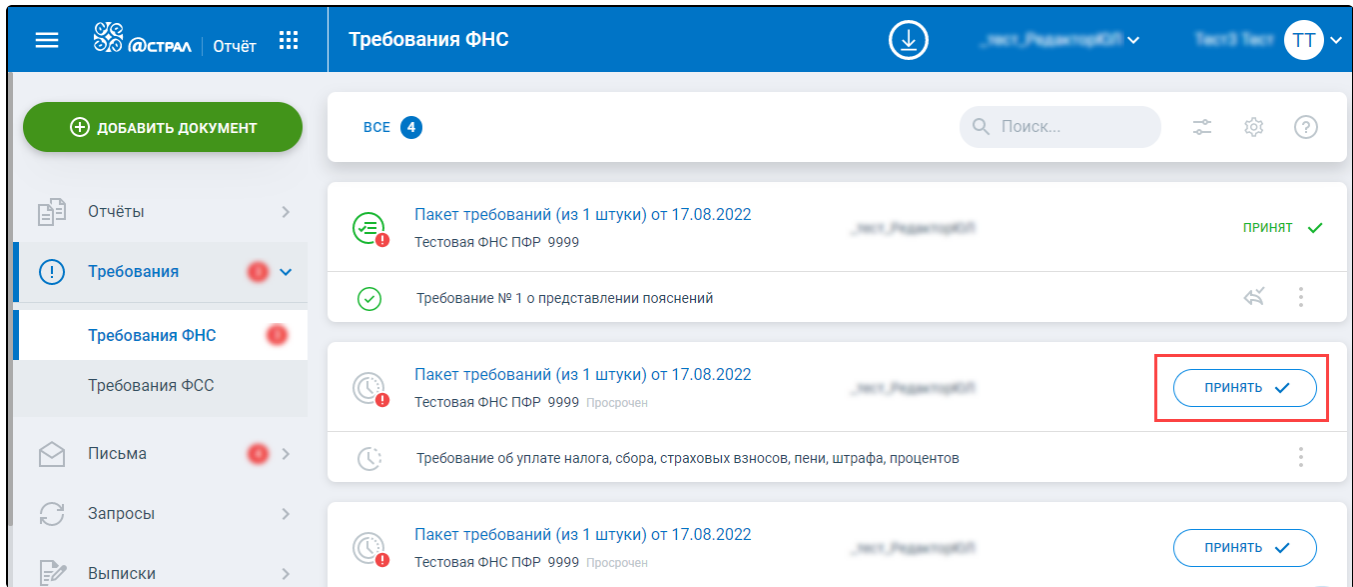 @СТРАЛ | Отчёт
Требования ФНС
ТТ
ДОБАВИТЬ ДОКУМЕНТ
ВСЕ 4
Поиск...
?
Отчёты
Требования
Требования ФНС
Требования ФСС
Письма
Запросы
Выписки
Пакет требований (из 1 штуки) от 17.08.2022
Тестовая ФНС ПФР 9999
ПРИНЯТ
Требование № 1 о представлении пояснений
Пакет требований (из 1 штуки) от 17.08.2022
Тестовая ФНС ПФР 9999 Просрочен
ПРИНЯТЬ
Требование об уплате налога, сбора, страховых взносов, пени, штрафа, процентов
Пакет требований (из 1 штуки) от 17.08.2022
Тестовая ФНС ПФР 9999 Просрочен
ПРИНЯТЬ